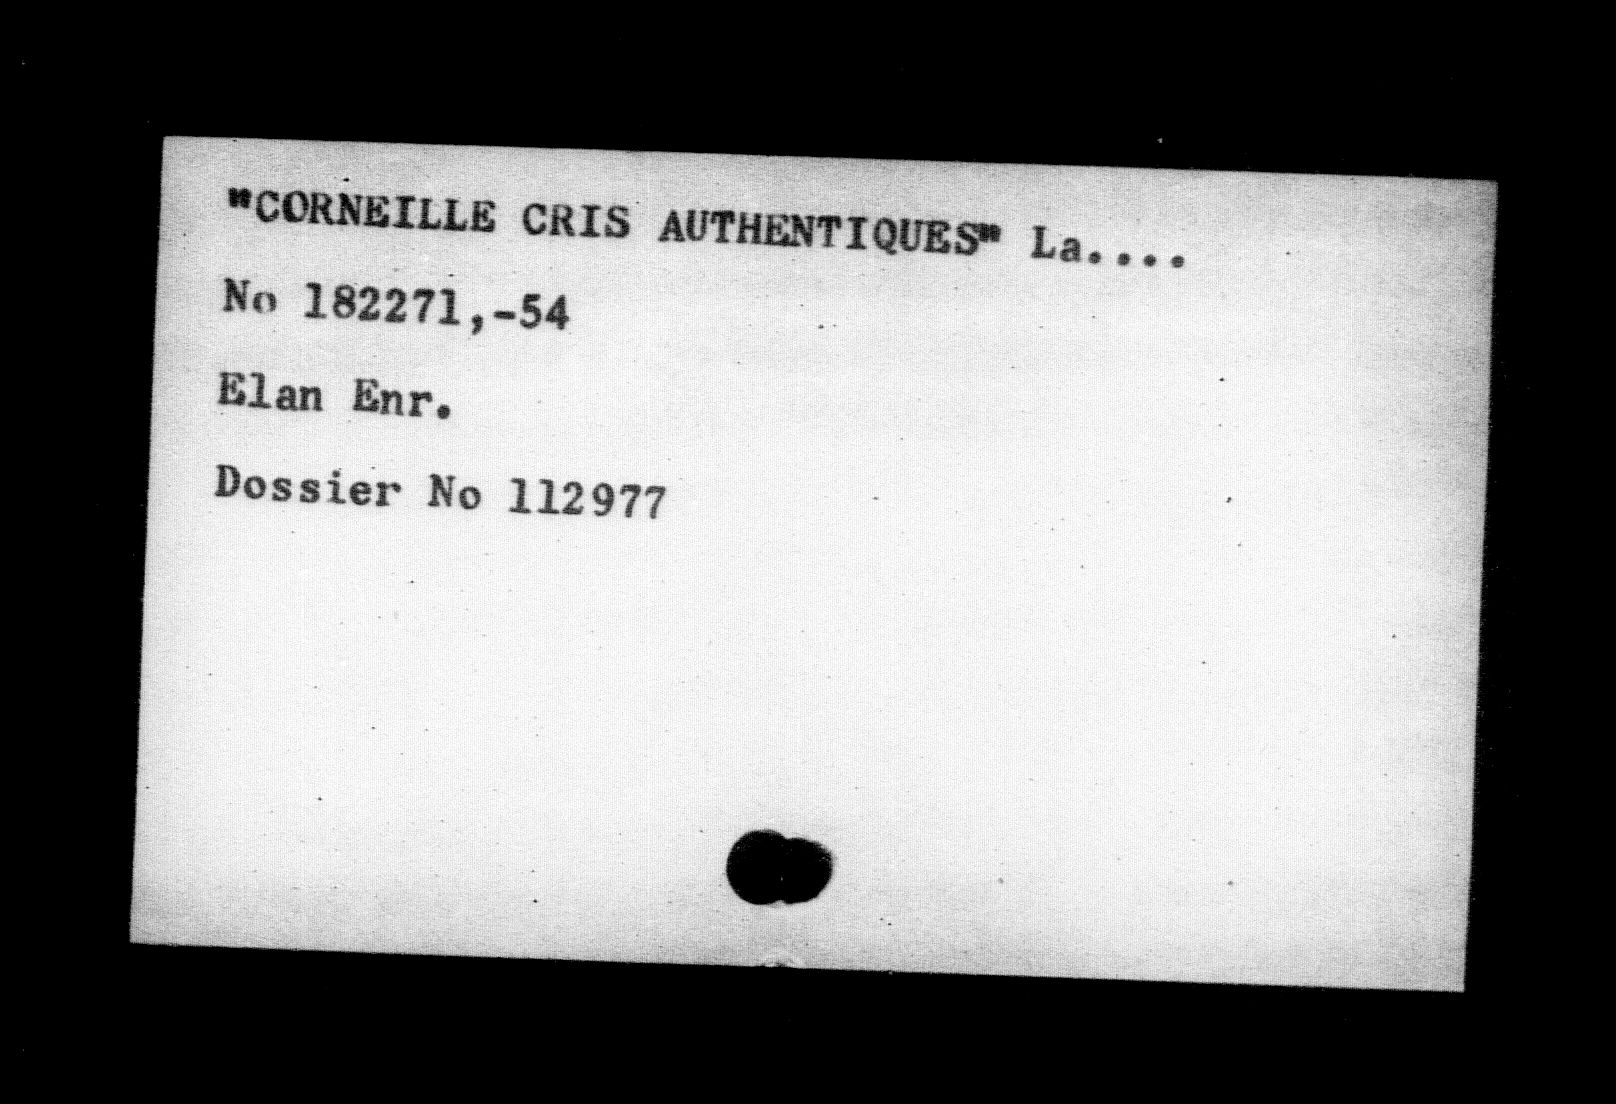 "CORNEILLE CRIS AUTHENTIQUES" La....
No 182271,-54
Elan Enr.
Dossier No 112977